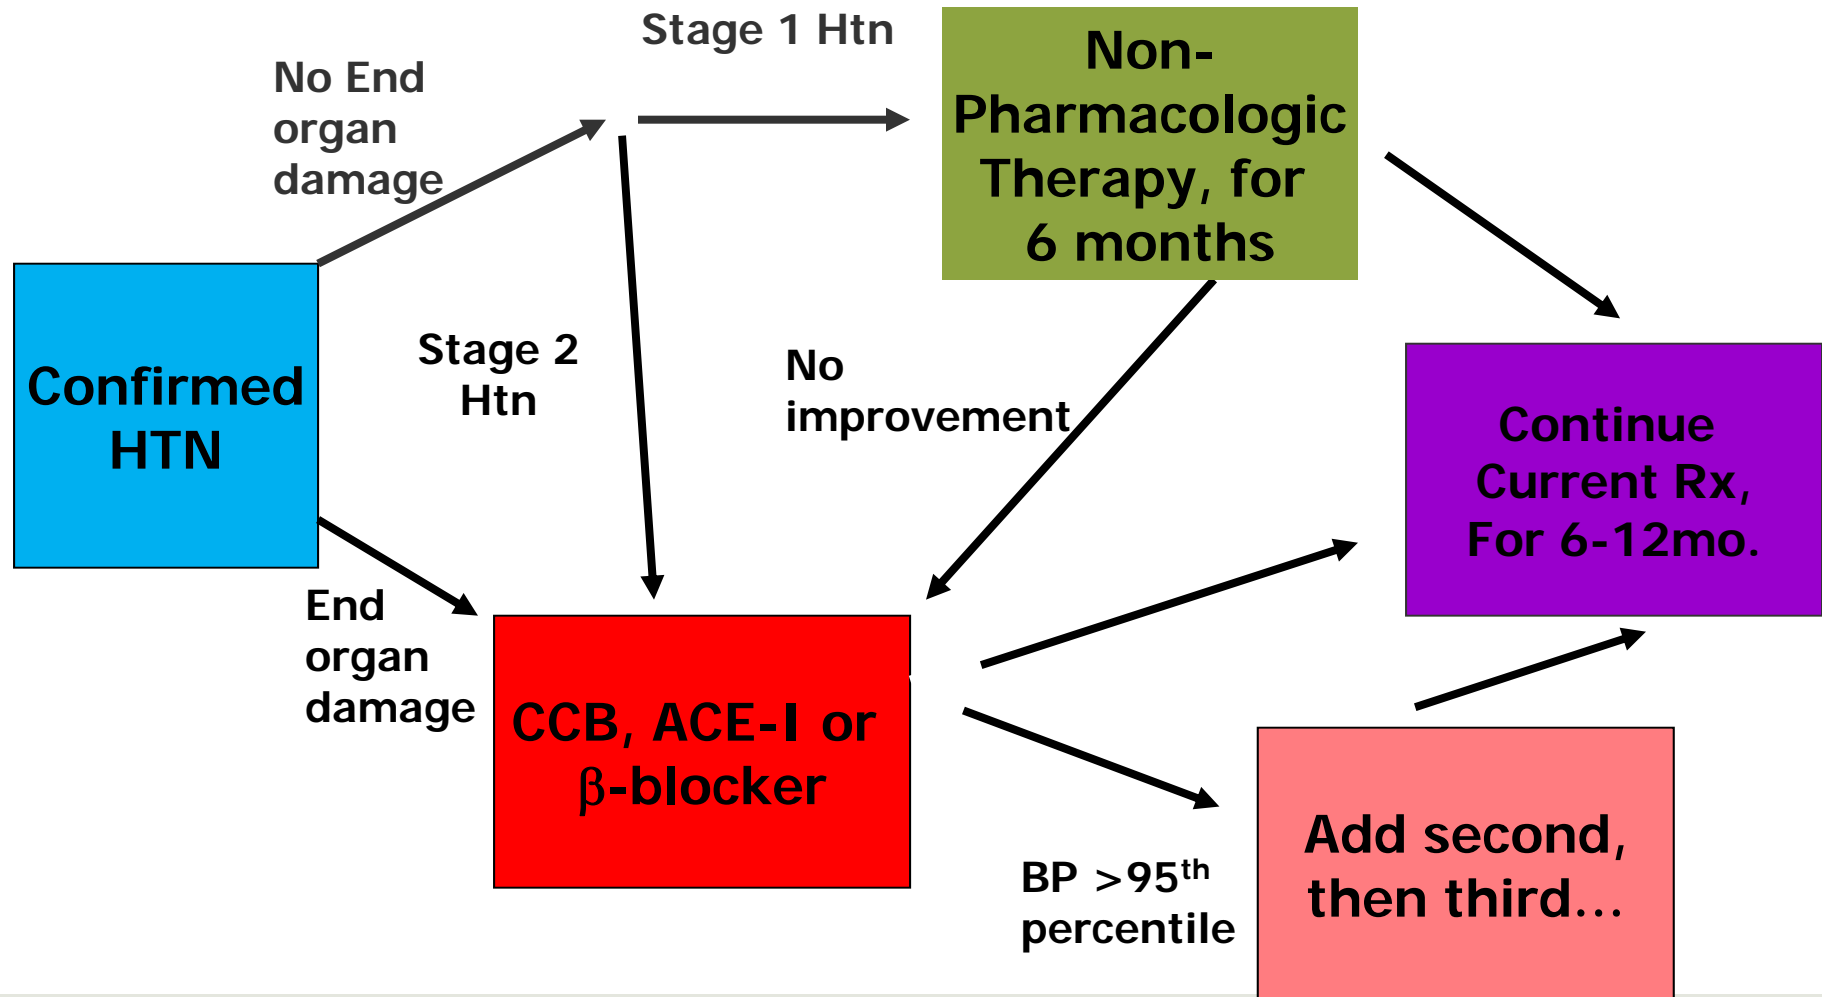 Stage 1 Htn
No End
organ
damage
Non-
Pharmacologic
Therapy, for
6 months
Confirmed
HTN
Stage 2
Htn
No
improvement
Continue
Current Rx,
For 6-12mo.
End
organ
damage
CCB, ACE-I or
β-blocker
BP >95th
percentile
Add second,
then third…